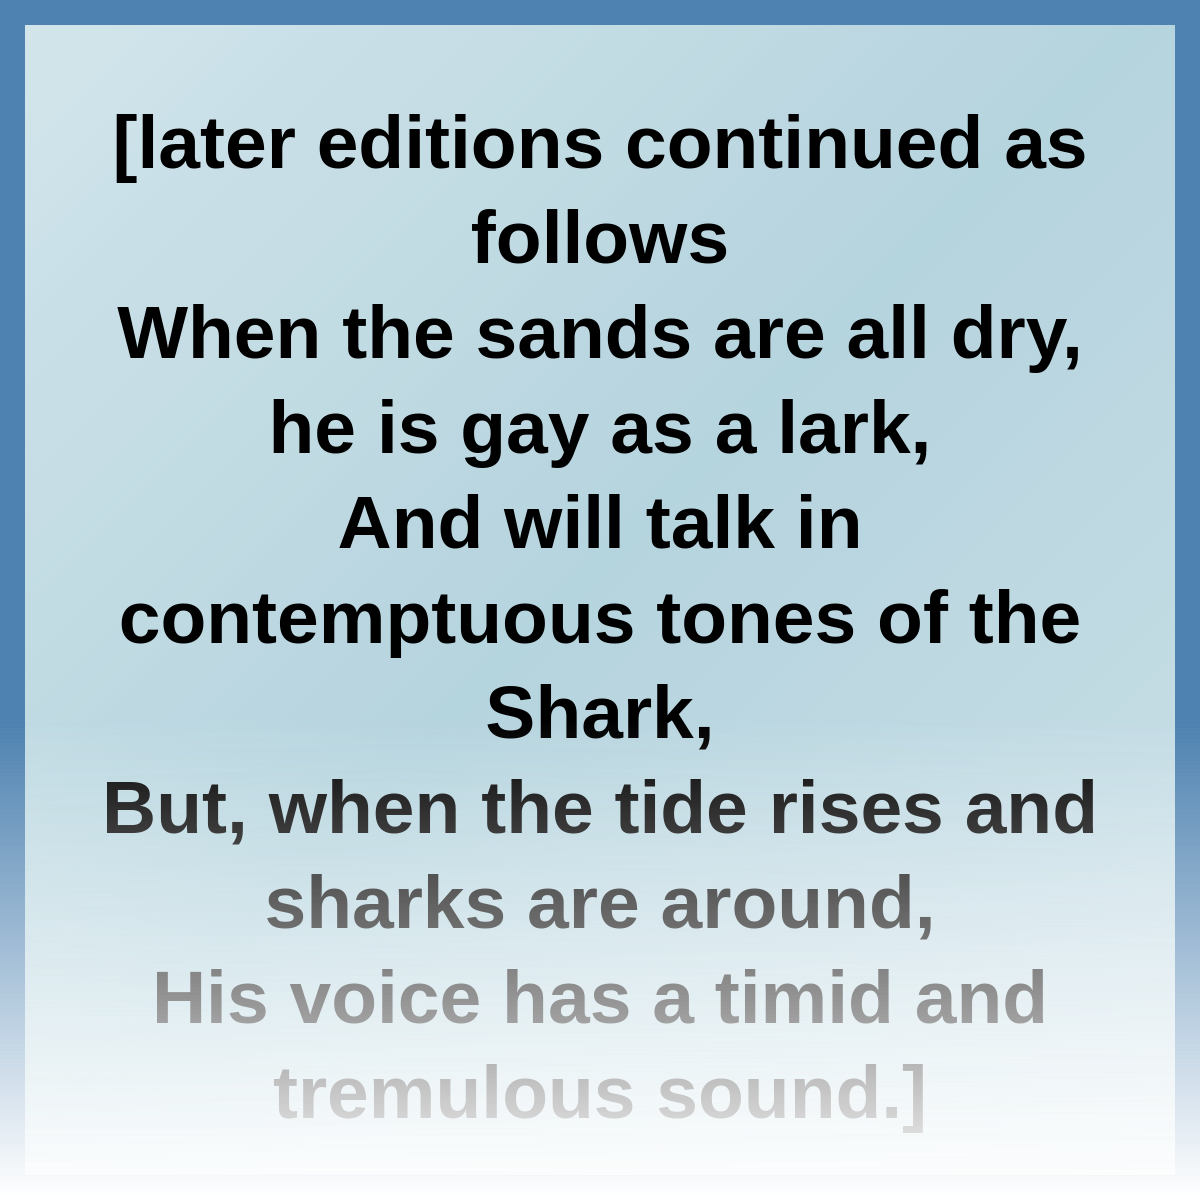 [later editions continued as
follows
When the sands are all dry,
he is gay as a lark,
And will talk in
contemptuous tones of the
Shark,
But, when the tide rises and
sharks are around,
His voice has a timid and
tremulous sound.]